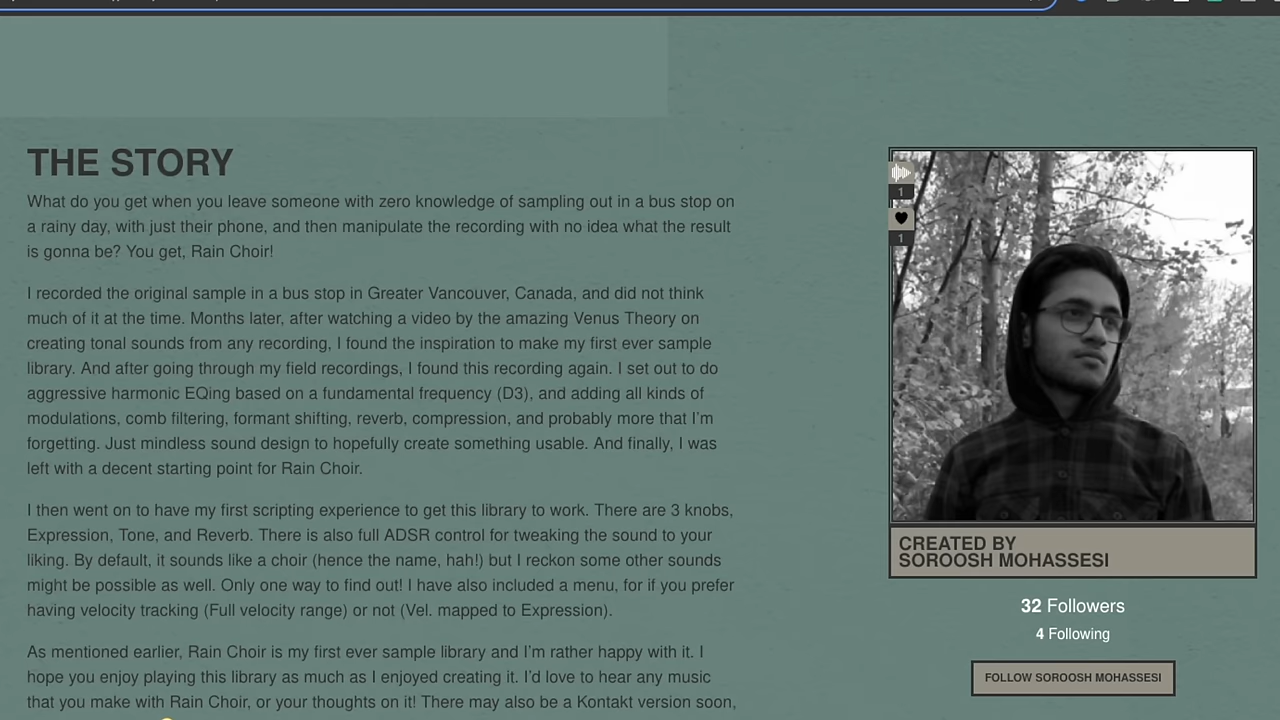 THE STORY
What do you get when you leave someone with zero knowledge of sampling out in a bus stop on
a rainy day, with just their phone, and then manipulate the recording with no idea what the result
is gonna be? You get, Rain Choir!
I recorded the original sample in a bus stop in Greater Vancouver, Canada, and did not think
much of it at the time. Months later, after watching a video by the amazing Venus Theory on
creating tonal sounds from any recording, I found the inspiration to make my first ever sample
library. And after going through my field recordings, I found this recording again. I set out to do
aggressive harmonic EQing based on a fundamental frequency (D3), and adding all kinds of
modulations, comb filtering, formant shifting, reverb, compression, and probably more that I’m
forgetting. Just mindless sound design to hopefully create something usable. And finally, I was
left with a decent starting point for Rain Choir.
I then went on to have my first scripting experience to get this library to work. There are 3 knobs,
Expression, Tone, and Reverb. There is also full ADSR control for tweaking the sound to your
liking. By default, it sounds like a choir (hence the name, hah!) but I reckon some other sounds
might be possible as well. Only one way to find out! I have also included a menu, for if you prefer
having velocity tracking (Full velocity range) or not (Vel. mapped to Expression).
As mentioned earlier, Rain Choir is my first ever sample library and I’m rather happy with it. I
hope you enjoy playing this library as much as I enjoyed creating it. I’d love to hear any music
that you make with Rain Choir, or your thoughts on it! There may also be a Kontakt version soon,
1
1
CREATED BY
SOROOSH MOHASSESI
32 Followers
4 Following
FOLLOW SOROOSH MOHASSESI